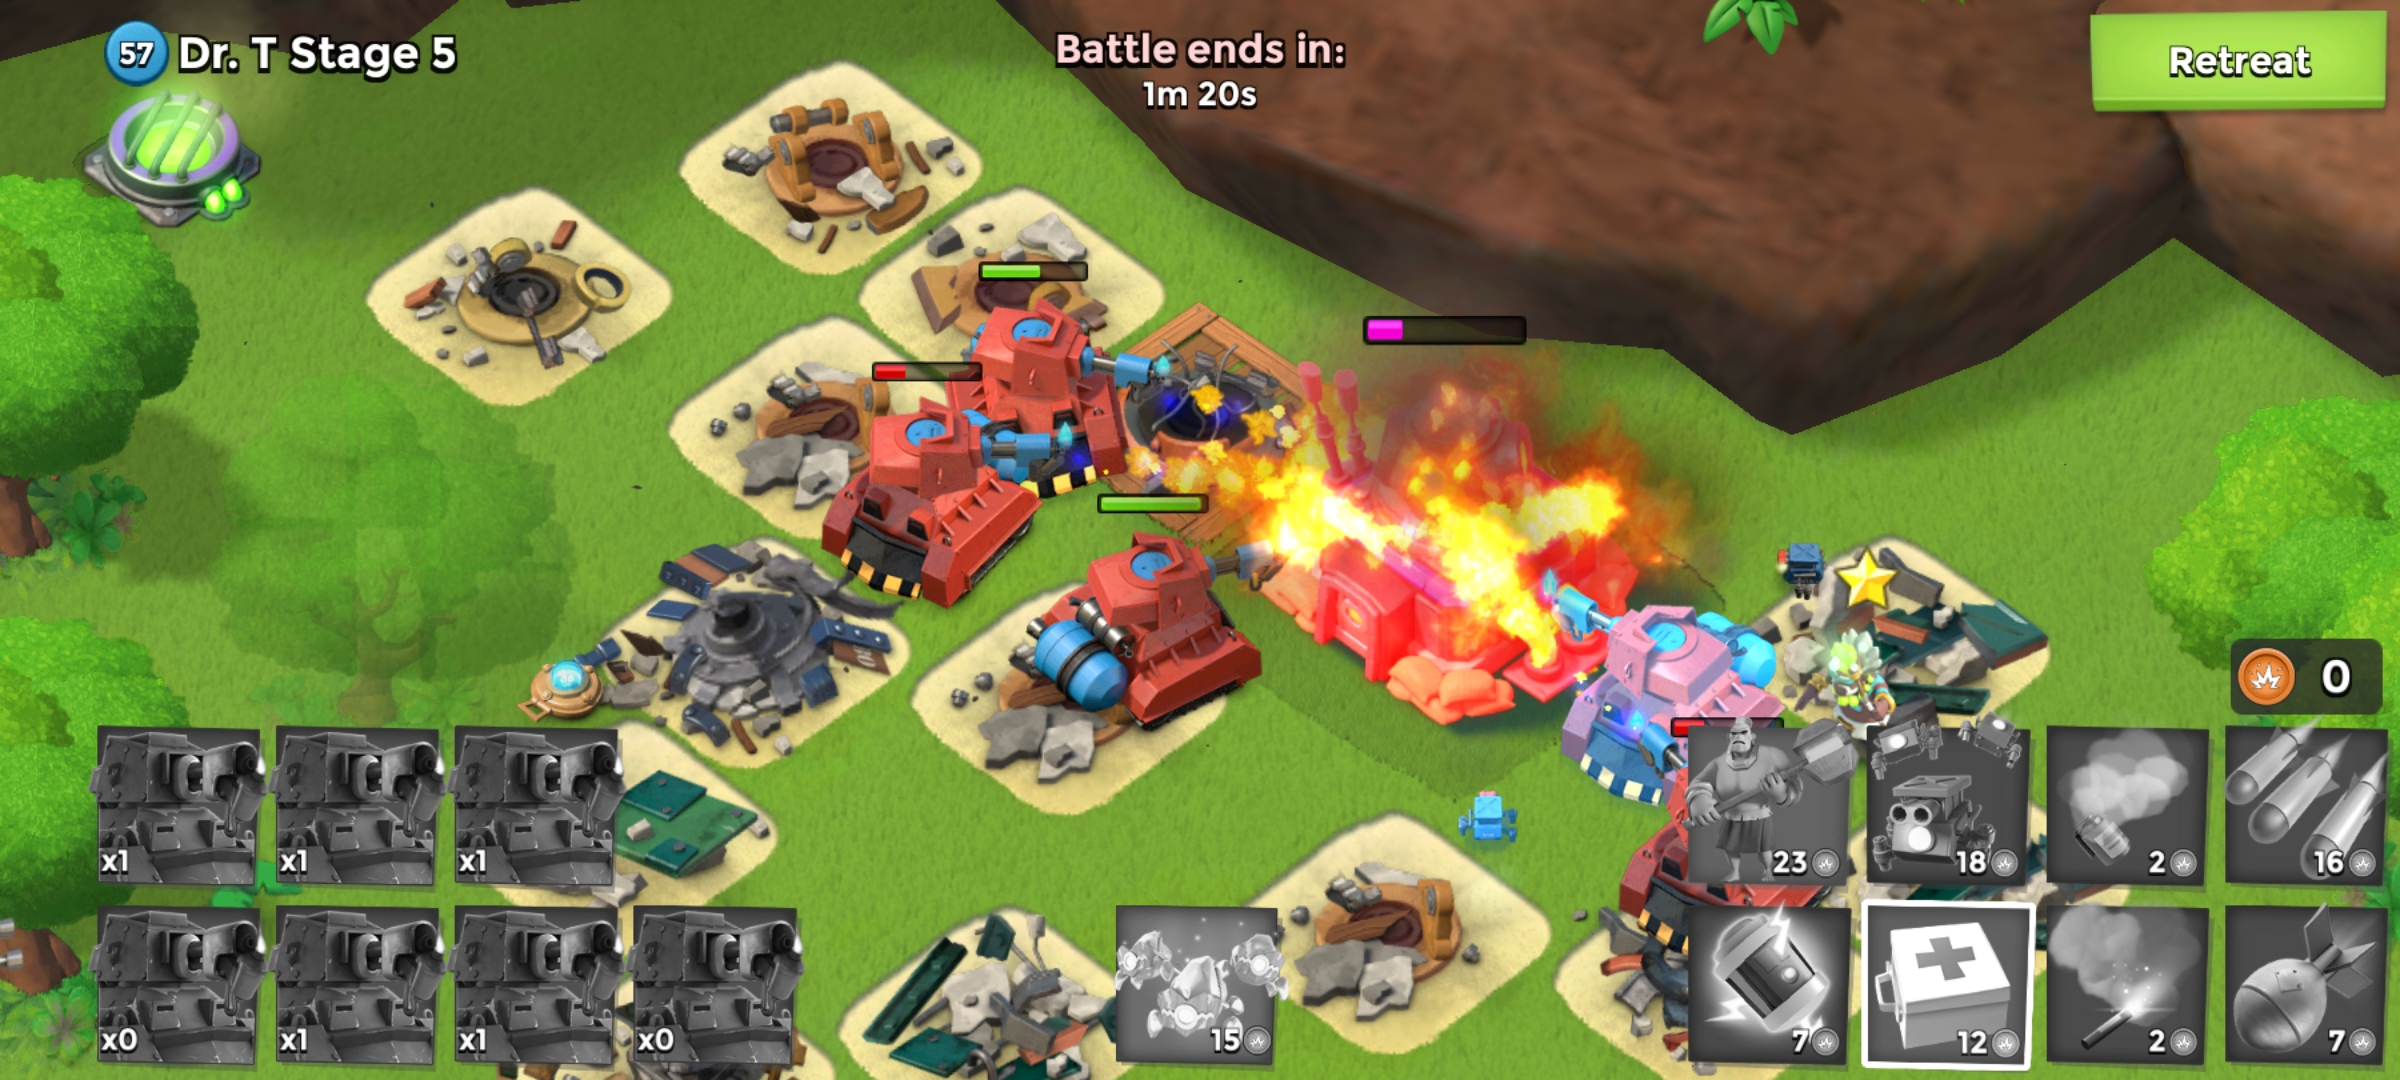 57 Dr. T Stage 5
Battle ends in:
1m 20s
Retreat
0
x1
x1
x1
23
18
2
16
x0
x1
x1
x0
15
7
12
2
7